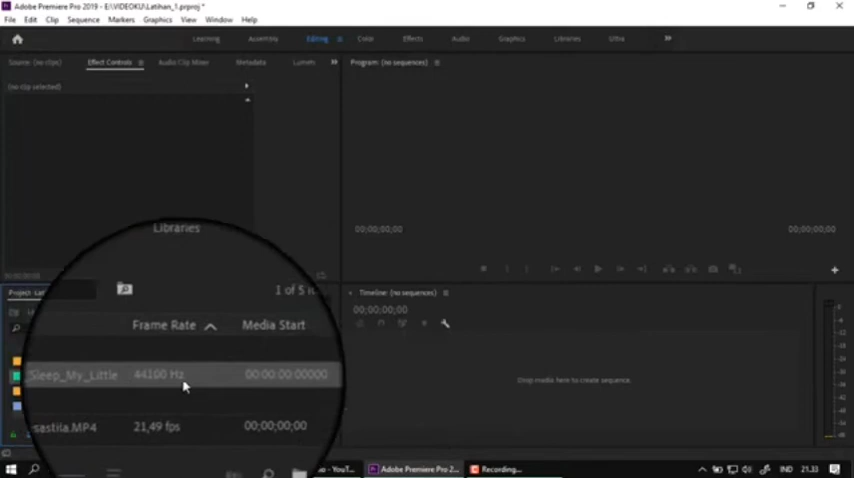 Adobe Premiere Pro 2019 - E:\VIDEOKU\Latihan_1.prproj *
File Edit Clip Sequence Markers Graphics View Window Help
Learning Assembly Editing Color Effects Audio Graphics Libraries
Source: (no clips) Effect Controls Audio Clip Mixer Metadata Program: (no sequences)
(no clip selected)
Libraries
00;00;00;00 00;00;00;00
1 of 5
Project: Timeline: (no sequences)
00;00;00;00
Frame Rate Media Start
Sleep_My_Little 44100 Hz 00:00:00:00000
Drop media here to create sequence.
sastila.MP4 21,49 fps 00;00;00;00
Adobe Premiere Pro 2... Recording... IND 21.33